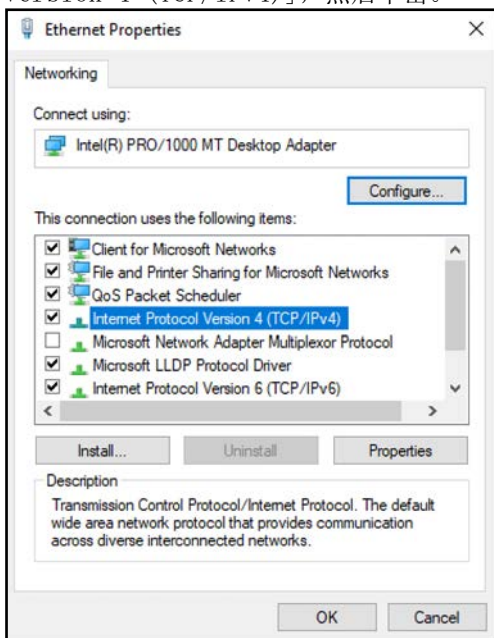 Ethernet Properties
Networking
Connect using:
Intel(R) PRO/1000 MT Desktop Adapter
Configure...
This connection uses the following items:
Client for Microsoft Networks
File and Printer Sharing for Microsoft Networks
QoS Packet Scheduler
Internet Protocol Version 4 (TCP/IPv4)
Microsoft Network Adapter Multiplexor Protocol
Microsoft LLDP Protocol Driver
Internet Protocol Version 6 (TCP/IPv6)
Install...
Uninstall
Properties
Description
Transmission Control Protocol/Internet Protocol. The default
wide area network protocol that provides communication
across diverse interconnected networks.
OK
Cancel